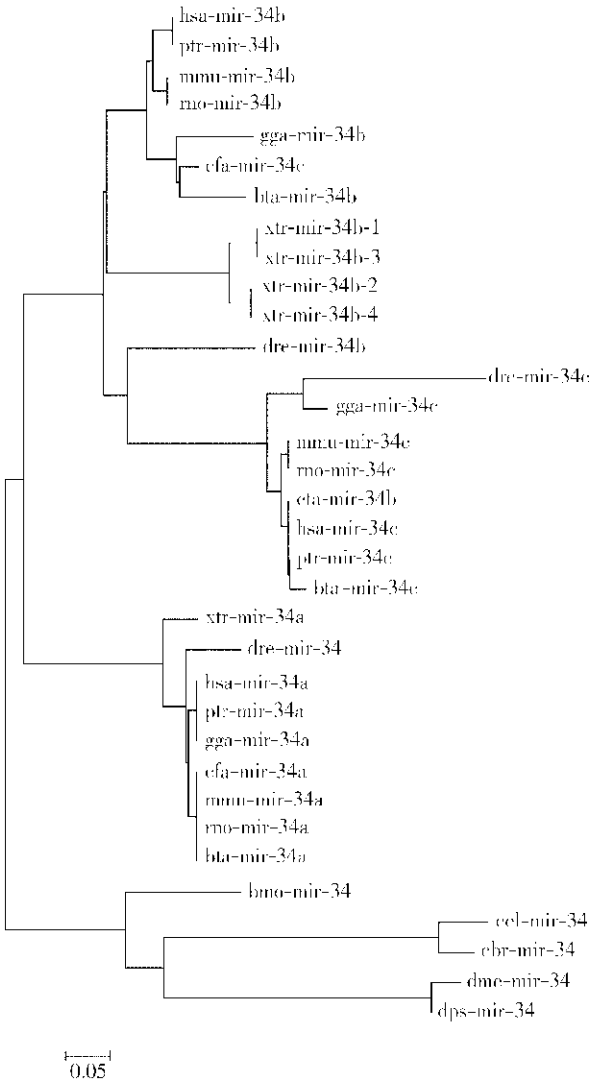 hsa-mir-34b
ptr-mir-34b
mmu-mir-34b
rno-mir-34b
gga-mir-34b
cfa-mir-34c
bta-mir-34b
xtr-mir-34b-1
xtr-mir-34b-3
xtr-mir-34b-2
xtr-mir-34b-4
dre-mir-34b
dre-mir-34c
gga-mir-34c
mmu-mir-34c
rno-mir-34c
cfa-mir-34b
hsa-mir-34c
ptr-mir-34c
bta-mir-34c
xtr-mir-34a
dre-mir-34
hsa-mir-34a
ptr-mir-34a
gga-mir-34a
cfa-mir-34a
mmu-mir-34a
rno-mir-34a
bta-mir-34a
bmo-mir-34
cel-mir-34
cbr-mir-34
dme-mir-34
dps-mir-34
0.05